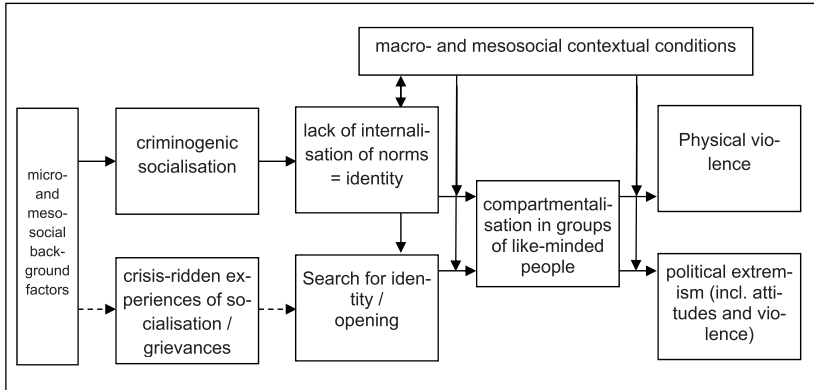 macro- and mesosocial contextual conditions
micro-
and
meso-
social
back-
ground
factors
criminogenic
socialisation
lack of internali-
sation of norms
= identity
Physical vio-
lence
compartmentali-
sation in groups
of like-minded
people
crisis-ridden ex-
periences of so-
cialisation /
grievances
Search for iden-
tity /
opening
political extrem-
ism (incl. atti-
tudes and vio-
lence)